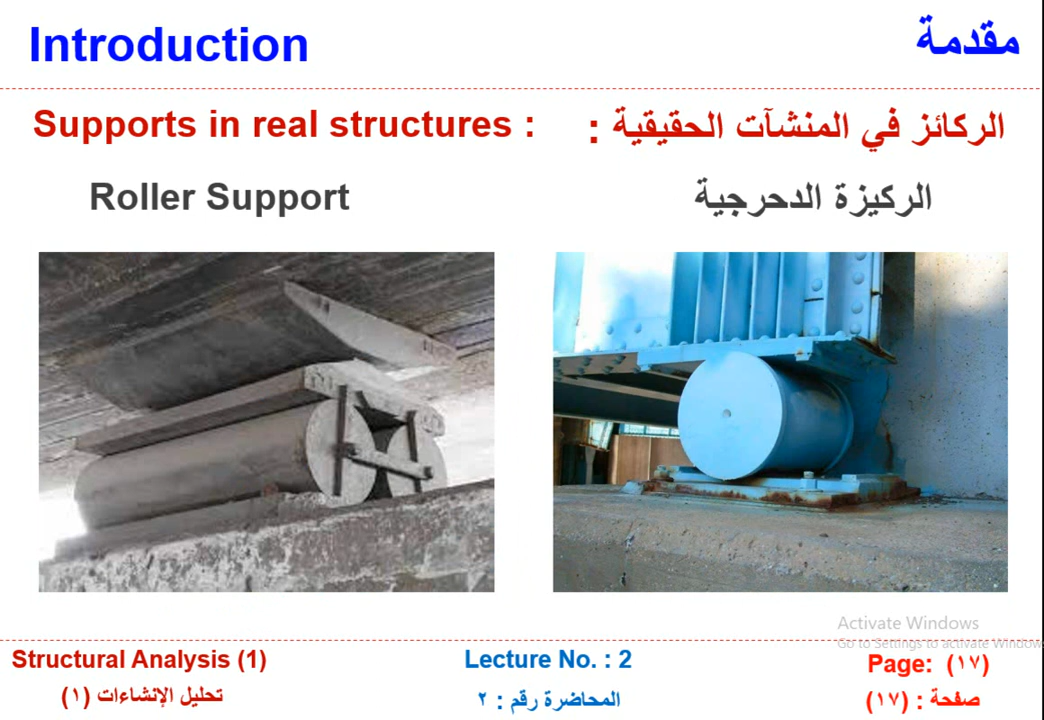 Introduction
مقدمة
Supports in real structures :
الركائز في المنشآت الحقيقية :
Roller Support
الركيزة الدحرجية
Activate Windows
Go to Settings to activate Windows
Structural Analysis (1)
Lecture No. : 2
Page: (١٧)
تحليل الإنشاءات (١)
المحاضرة رقم : ٢
صفحة : (١٧)